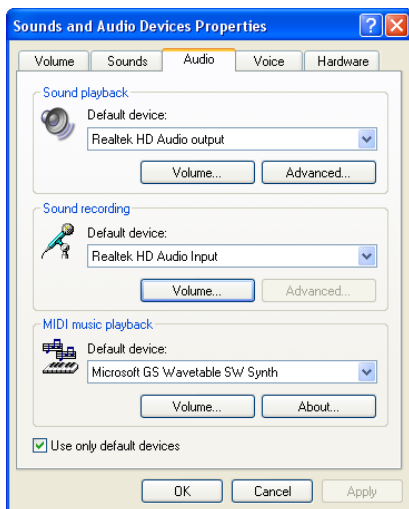 Sounds and Audio Devices Properties
Volume Sounds Audio Voice Hardware
Sound playback
Default device:
Realtek HD Audio output
Volume... Advanced...
Sound recording
Default device:
Realtek HD Audio Input
Volume... Advanced...
MIDI music playback
Default device:
Microsoft GS Wavetable SW Synth
Volume... About...
Use only default devices
OK Cancel Apply